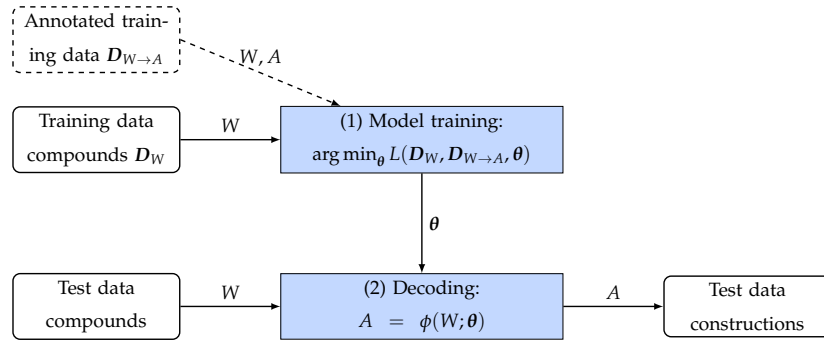 Annotated train-
ing data D_{W→A}
W, A
Training data
compounds D_W
W
(1) Model training:
arg min_θ L(D_W, D_{W→A}, θ)
θ
Test data
compounds
W
(2) Decoding:
A = ϕ(W; θ)
A
Test data
constructions